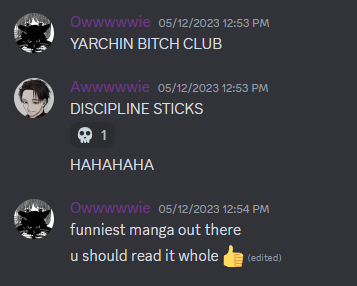 Owwwwwie 05/12/2023 12:53 PM
YARCHIN BITCH CLUB
Awwwwwie 05/12/2023 12:53 PM
DISCIPLINE STICKS
1
HAHAHAHA
Owwwwwie 05/12/2023 12:54 PM
funniest manga out there
u should read it whole 👍 (edited)